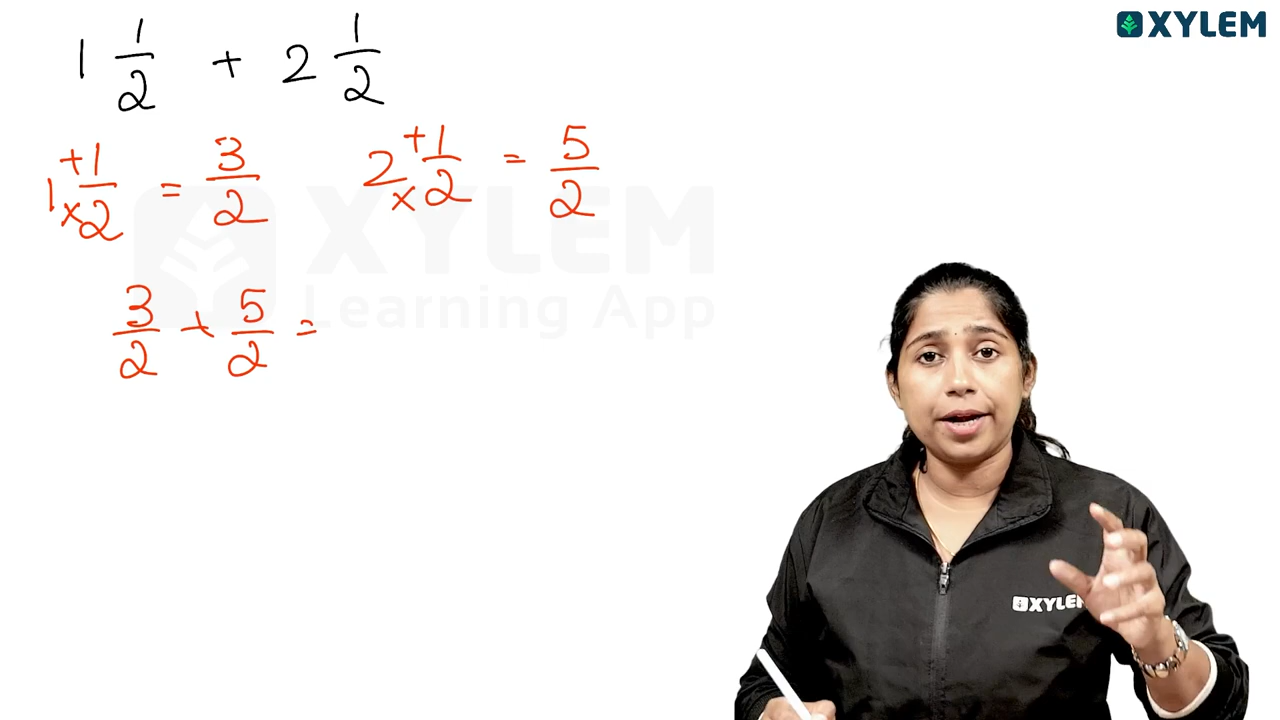 XYLEM
1 1/2 + 2 1/2
1 +1/×2 = 3/2 2 +1/×2 = 5/2
XYLEM
Learning App
3/2 + 5/2 =
XYLEM